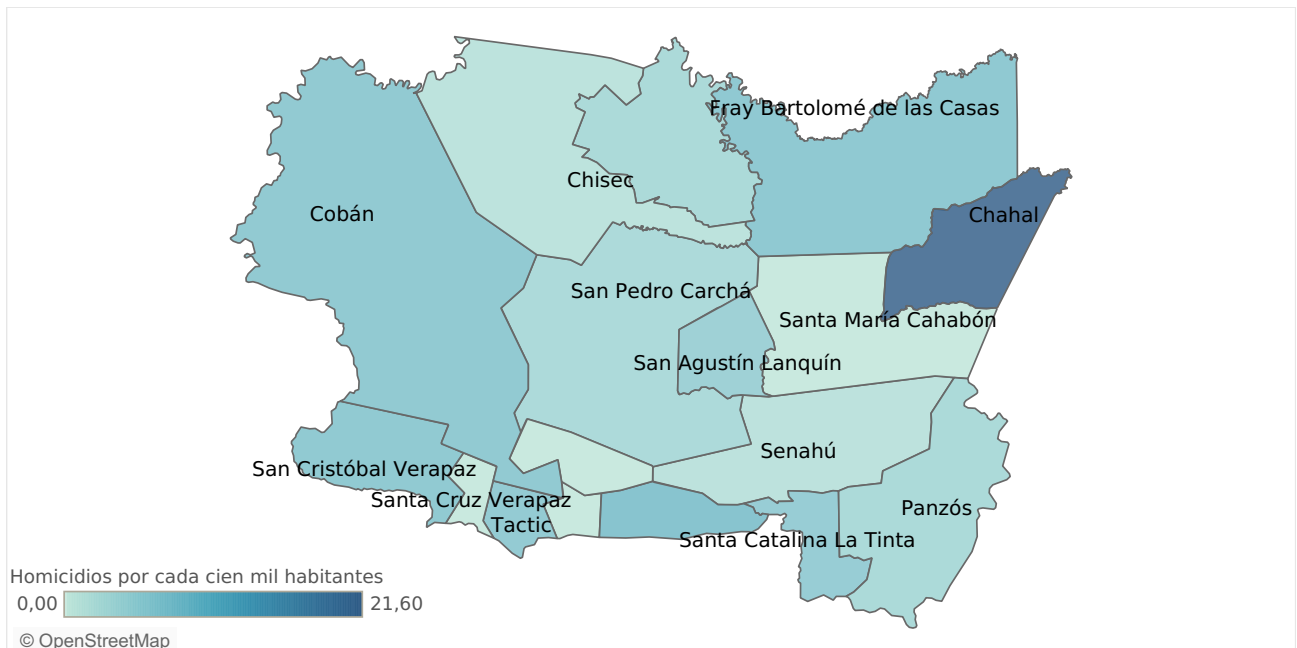 Fray Bartolomé de las Casas
Chisec
Cobán
Chahal
San Pedro Carchá
Santa María Cahabón
San Agustín Lanquín
Senahú
San Cristóbal Verapaz
Santa Cruz Verapaz
Panzós
Tactic
Santa Catalina La Tinta
Homicidios por cada cien mil habitantes
0,00 21,60
© OpenStreetMap